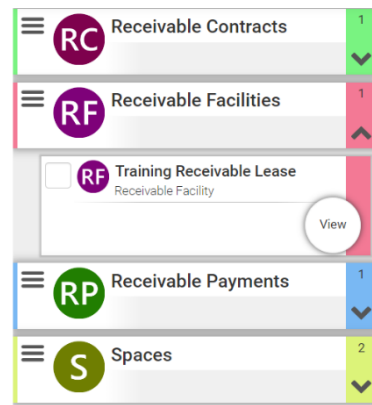 RC Receivable Contracts 1
RF Receivable Facilities 1
RF Training Receivable Lease
Receivable Facility
View
RP Receivable Payments 1
S Spaces 2